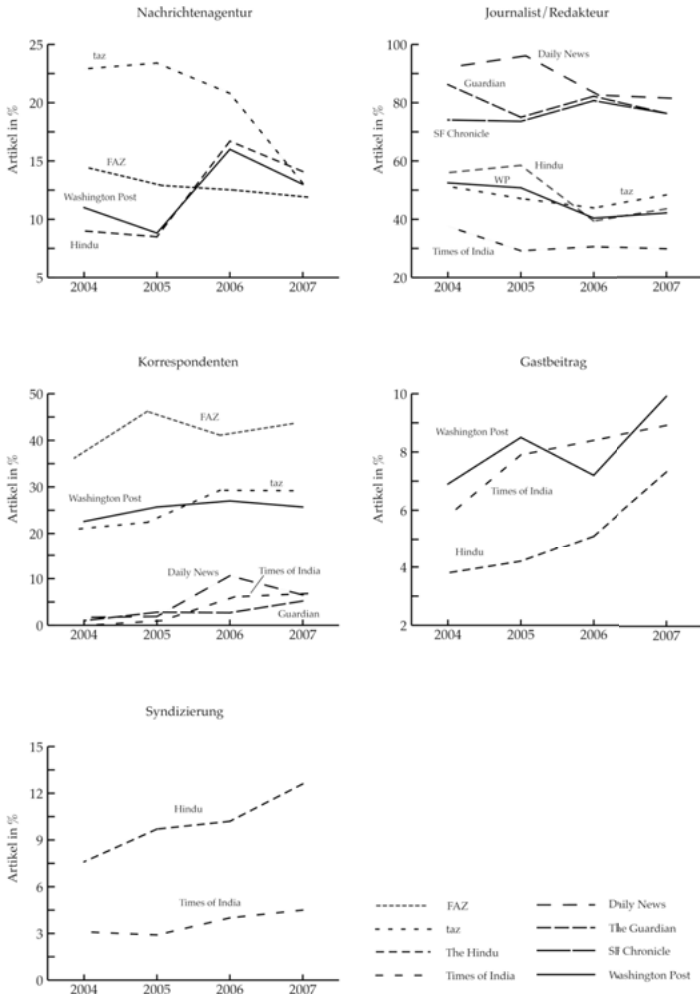 Nachrichtenagentur
Artikel in %
25
20
15
10
5
taz
FAZ
Washington Post
Hindu
2004 2005 2006 2007
Journalist/Redakteur
Artikel in %
100
80
60
40
20
Daily News
Guardian
SF Chronicle
Hindu
WP
taz
Times of India
2004 2005 2006 2007
Korrespondenten
Artikel in %
50
40
30
20
10
0
FAZ
taz
Washington Post
Daily News
Times of India
Guardian
2004 2005 2006 2007
Gastbeitrag
Artikel in %
10
8
6
4
2
Washington Post
Times of India
Hindu
2004 2005 2006 2007
Syndizierung
Artikel in %
15
12
9
6
3
0
Hindu
Times of India
2004 2005 2006 2007
FAZ
taz
The Hindu
Times of India
Daily News
The Guardian
SF Chronicle
Washington Post